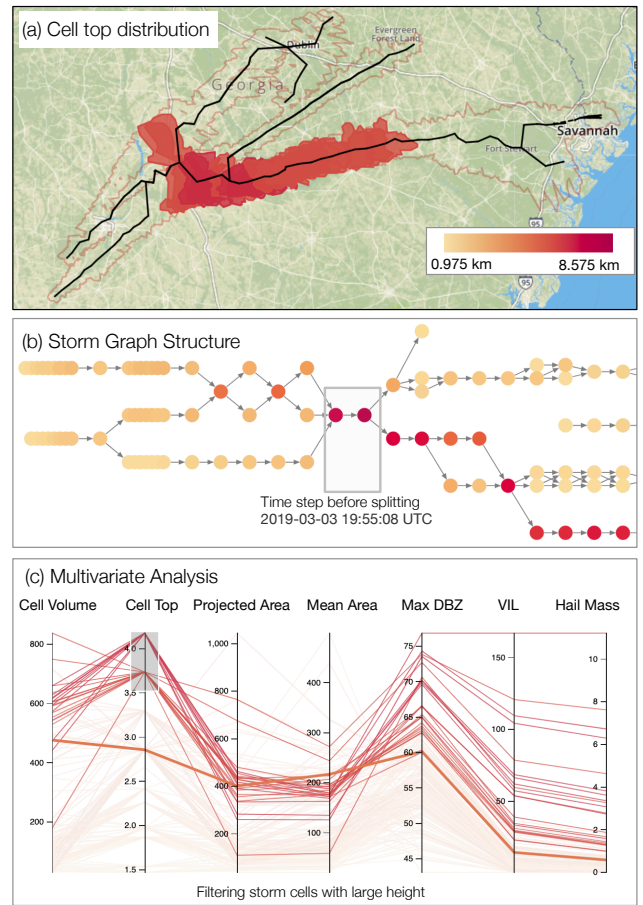 (a) Cell top distribution
Evergreen
Forest Land
Dublin
Georgia
Savannah
Fort Stewart
95
0.975 km
8.575 km
95
(b) Storm Graph Structure
Time step before splitting
2019-03-03 19:55:08 UTC
(c) Multivariate Analysis
Cell Volume Cell Top Projected Area Mean Area Max DBZ VIL Hail Mass
800
600
400
200
4.0
3.5
3.0
2.5
2.0
1.5
1,000
800
600
400
200
400
300
200
100
75
70
65
60
55
50
45
150
100
50
10
8
6
4
2
0
Filtering storm cells with large height